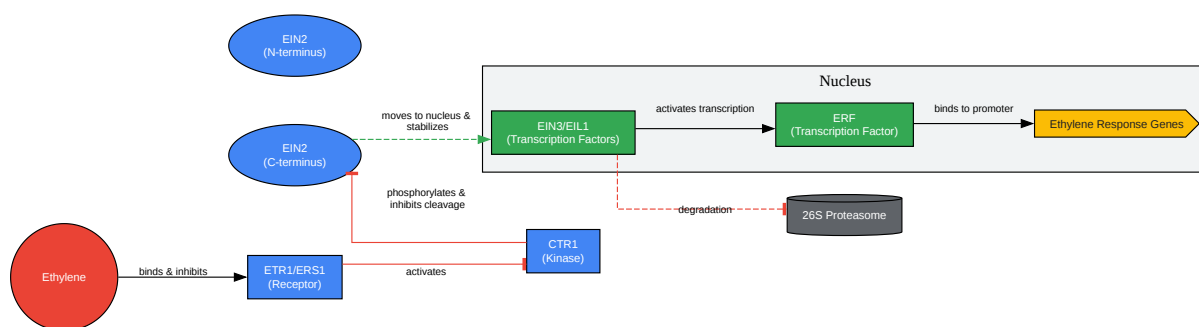 EIN2
(N-terminus)
Nucleus
moves to nucleus &
stabilizes
EIN3/EIL1
(Transcription Factors)
activates transcription
ERF
(Transcription Factor)
binds to promoter
Ethylene Response Genes
EIN2
(C-terminus)
phosphorylates &
inhibits cleavage
degradation
26S Proteasome
CTR1
(Kinase)
Ethylene
binds & inhibits
ETR1/ERS1
(Receptor)
activates